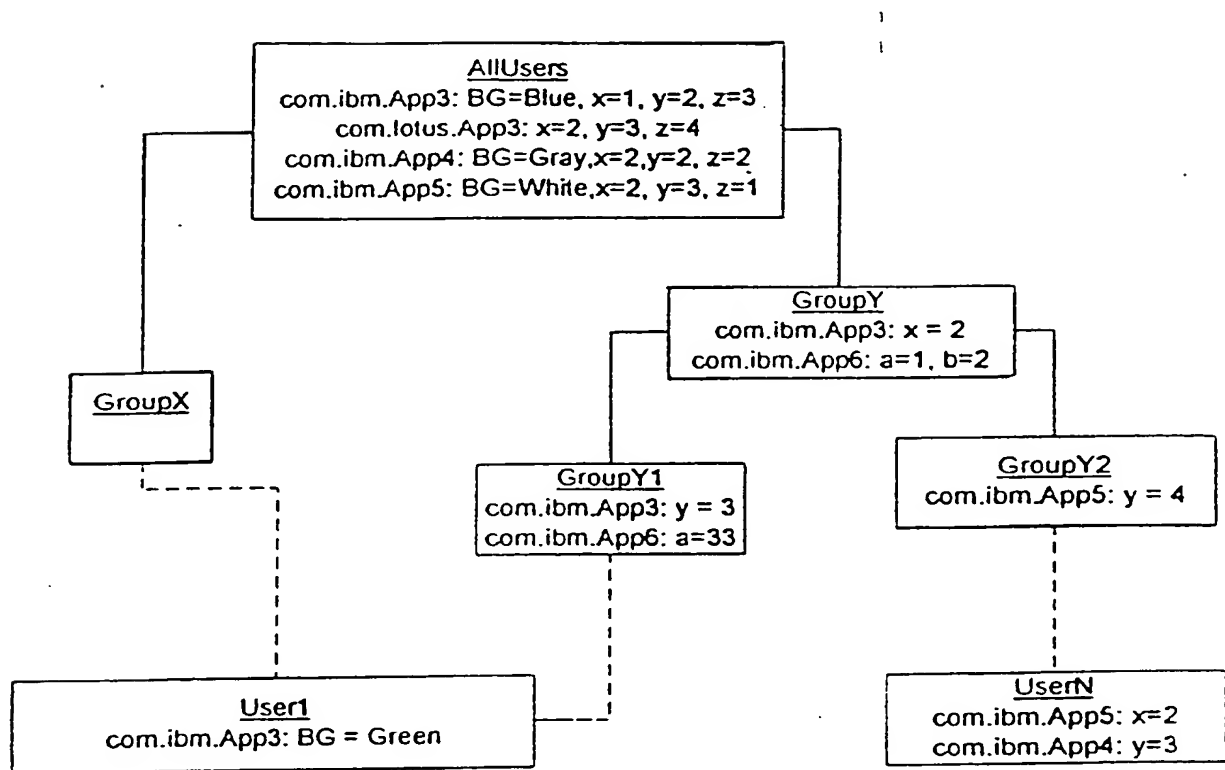 AllUsers
com.ibm.App3: BG=Blue, x=1, y=2, z=3
com.lotus.App3: x=2, y=3, z=4
com.ibm.App4: BG=Gray,x=2,y=2, z=2
com.ibm.App5: BG=White,x=2, y=3, z=1
GroupY
com.ibm.App3: x = 2
com.ibm.App6: a=1, b=2
GroupX
GroupY1
com.ibm.App3: y = 3
com.ibm.App6: a=33
GroupY2
com.ibm.App5: y = 4
User1
com.ibm.App3: BG = Green
UserN
com.ibm.App5: x=2
com.ibm.App4: y=3